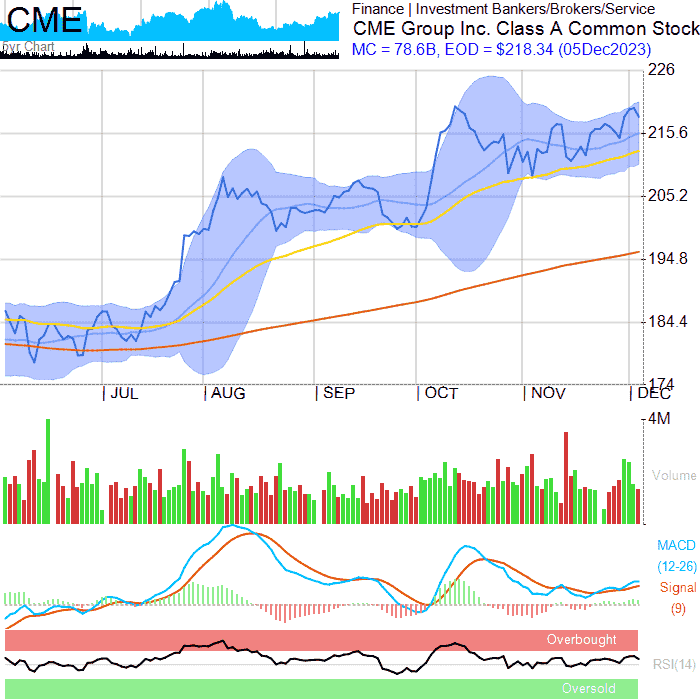 CME
5yr Chart
Finance | Investment Bankers/Brokers/Service
CME Group Inc. Class A Common Stock
MC = 78.6B, EOD = $218.34 (05Dec2023)
226
215.6
205.2
194.8
184.4
174
JUL AUG SEP OCT NOV DEC
4M
Volume
MACD
(12-26)
Signal
(9)
Overbought
RSI(14)
Oversold